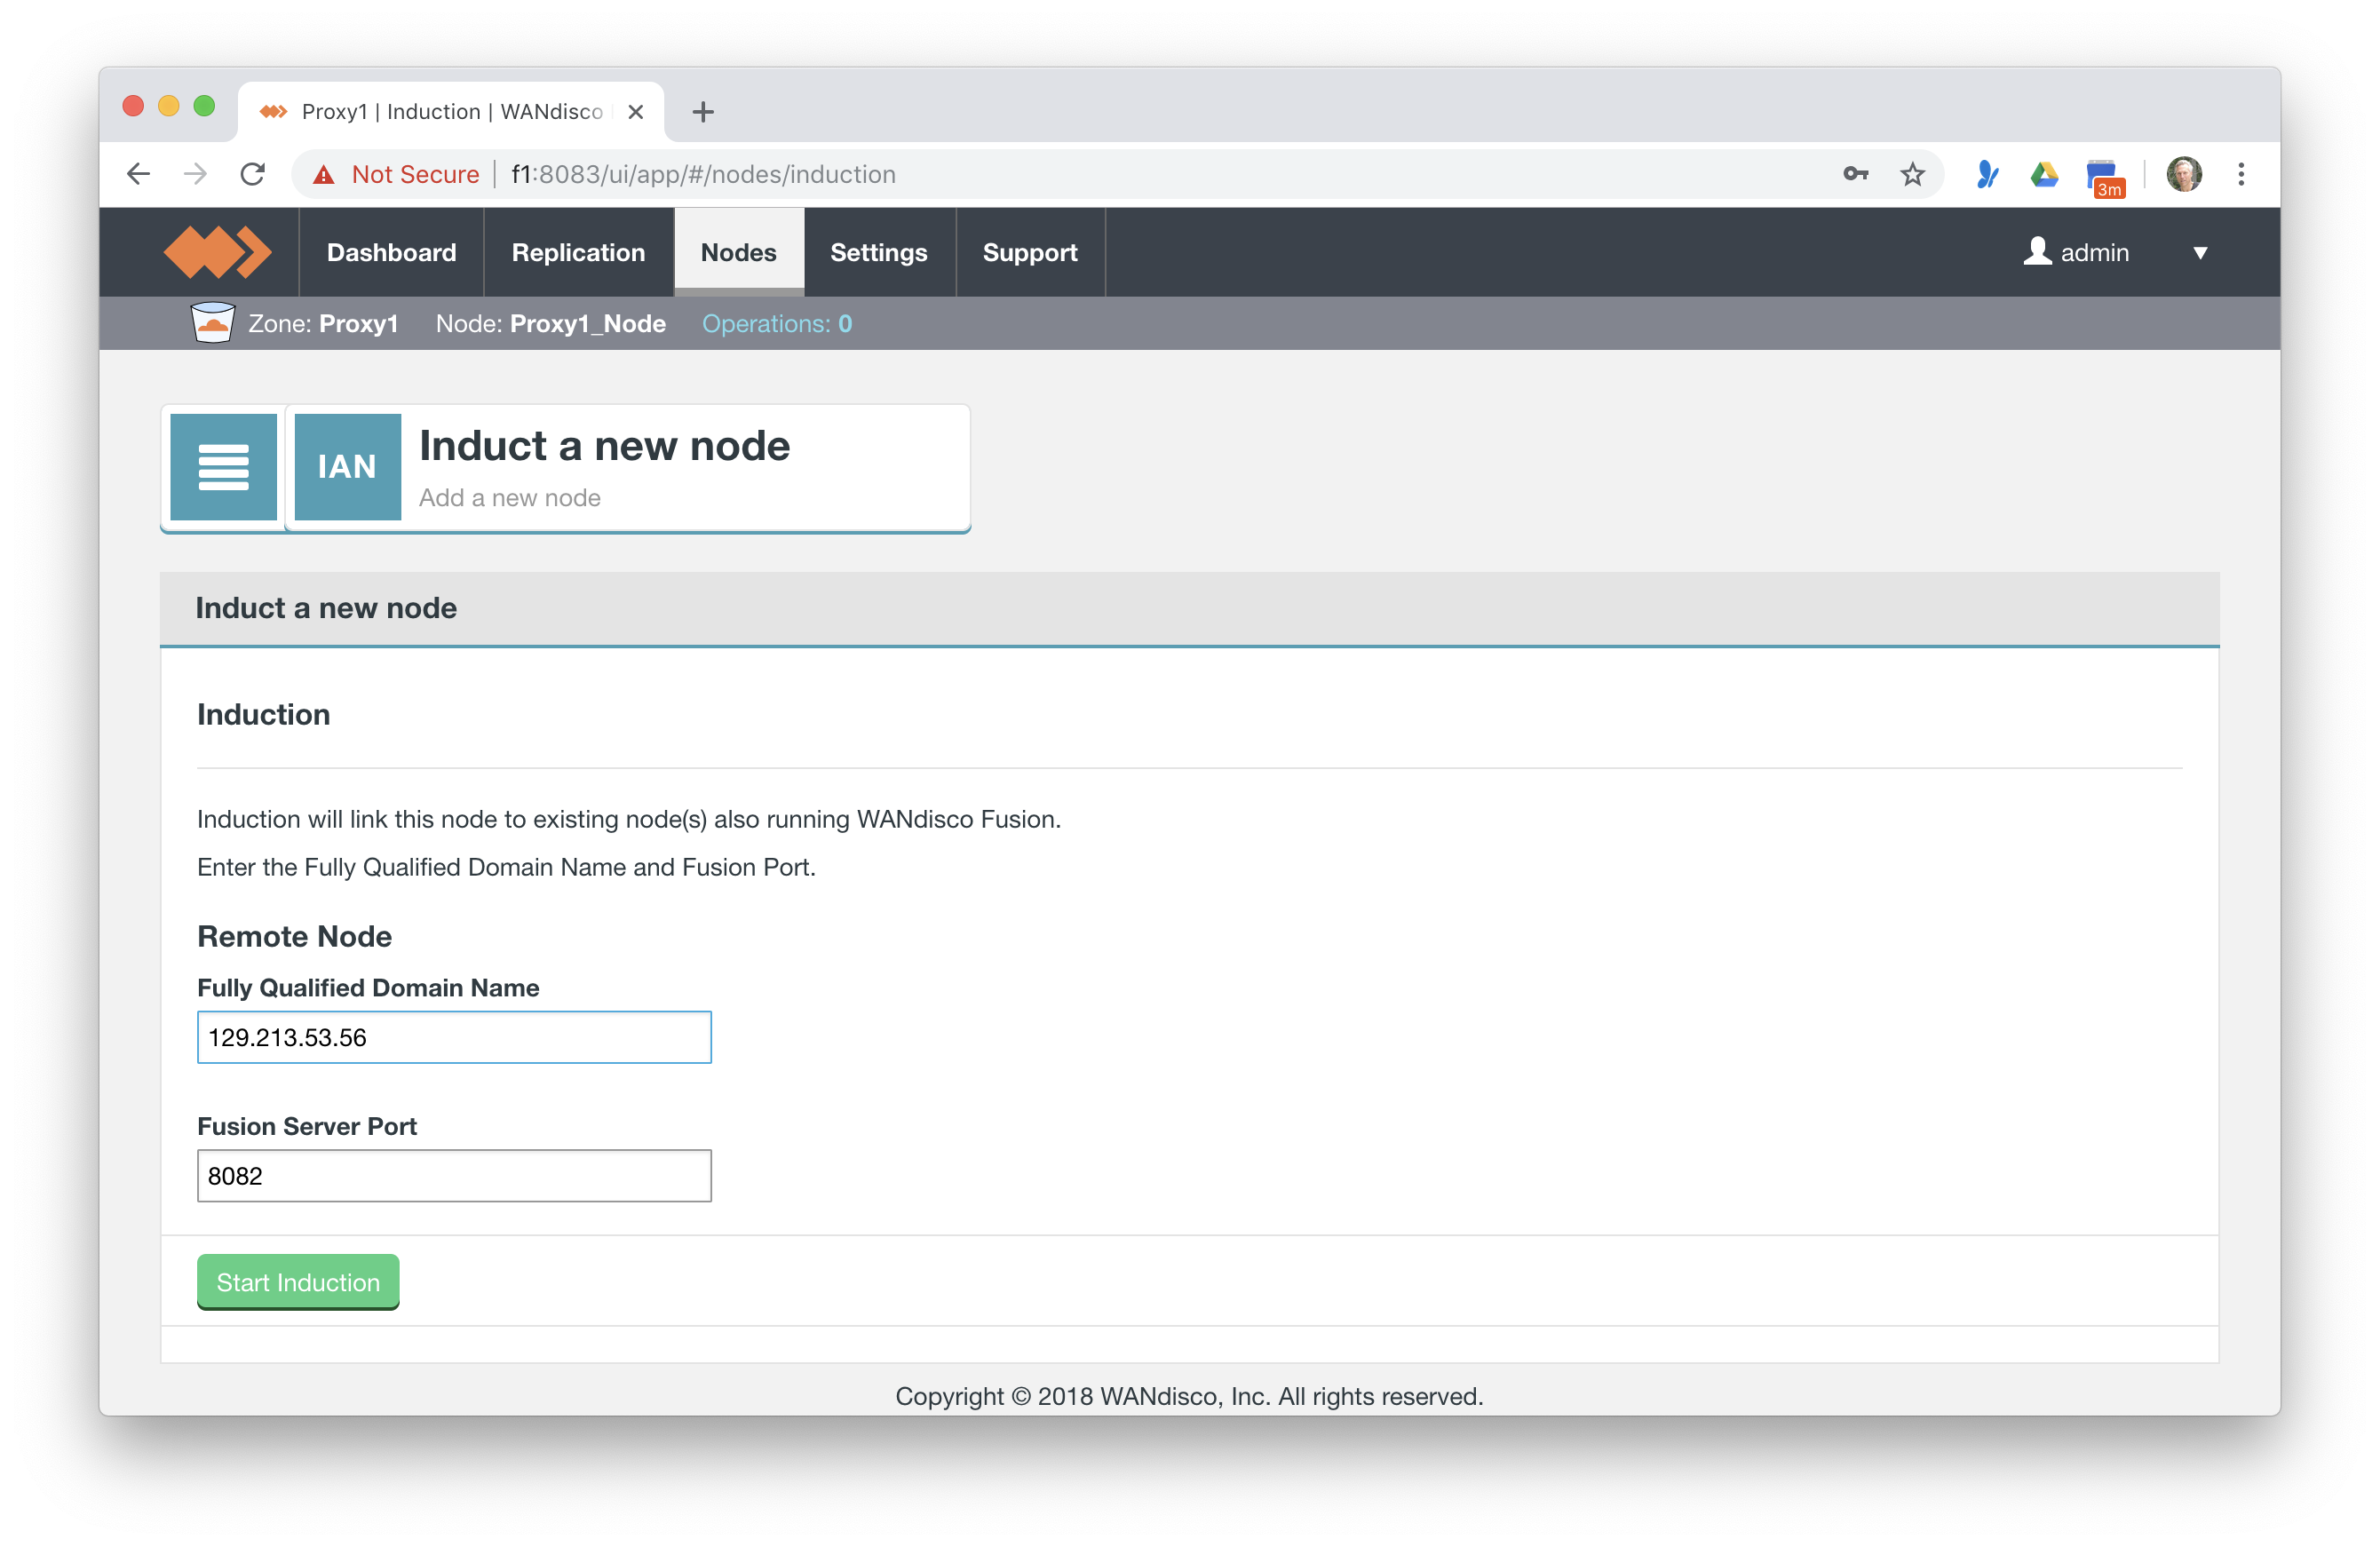 Proxy1 | Induction | WANdisco
Not Secure f1:8083/ui/app/#/nodes/induction
3m
Dashboard Replication Nodes Settings Support admin
Zone: Proxy1 Node: Proxy1_Node Operations: 0
IAN
Induct a new node
Add a new node
Induct a new node
Induction
Induction will link this node to existing node(s) also running WANdisco Fusion.
Enter the Fully Qualified Domain Name and Fusion Port.
Remote Node
Fully Qualified Domain Name
129.213.53.56
Fusion Server Port
8082
Start Induction
Copyright © 2018 WANdisco, Inc. All rights reserved.